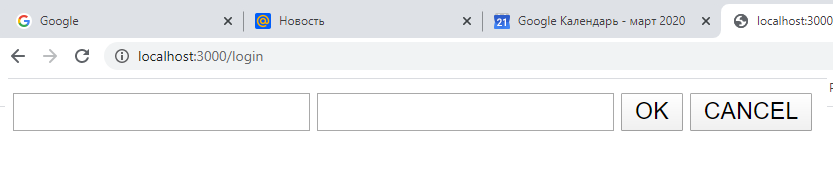 Google
Новость
Google Календарь - март 2020
localhost:3000
localhost:3000/login
OK
CANCEL